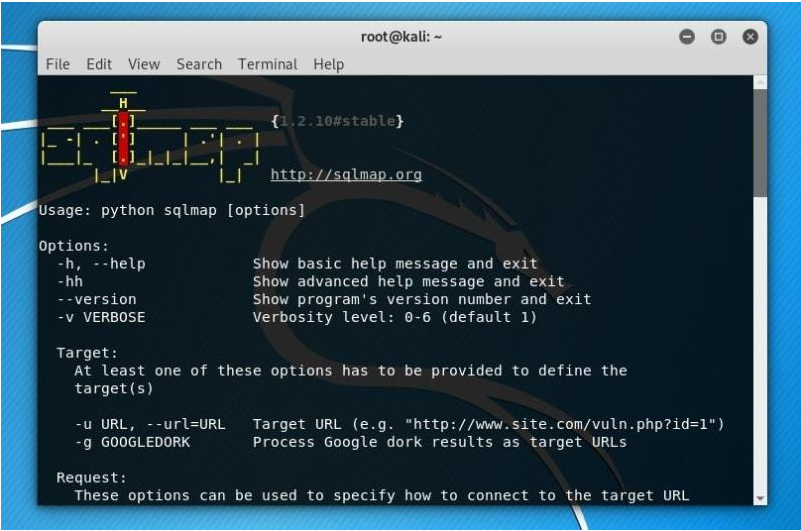 root@kali: ~
File Edit View Search Terminal Help
{1.2.10#stable}
http://sqlmap.org
Usage: python sqlmap [options]
Options:
-h, --help Show basic help message and exit
-hh Show advanced help message and exit
--version Show program's version number and exit
-v VERBOSE Verbosity level: 0-6 (default 1)
Target:
At least one of these options has to be provided to define the
target(s)
-u URL, --url=URL Target URL (e.g. "http://www.site.com/vuln.php?id=1")
-g GOOGLEDORK Process Google dork results as target URLs
Request:
These options can be used to specify how to connect to the target URL